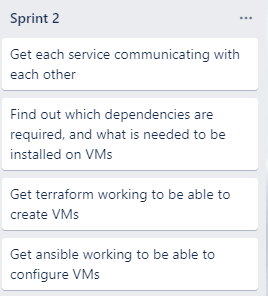 Sprint 2
Get each service communicating with
each other
Find out which dependencies are
required, and what is needed to be
installed on VMs
Get terraform working to be able to
create VMs
Get ansible working to be able to
configure VMs